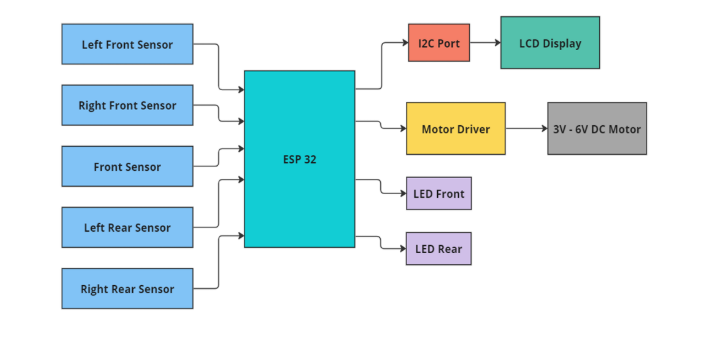 Left Front Sensor
Right Front Sensor
Front Sensor
Left Rear Sensor
Right Rear Sensor
ESP 32
I2C Port
LCD Display
Motor Driver
3V - 6V DC Motor
LED Front
LED Rear